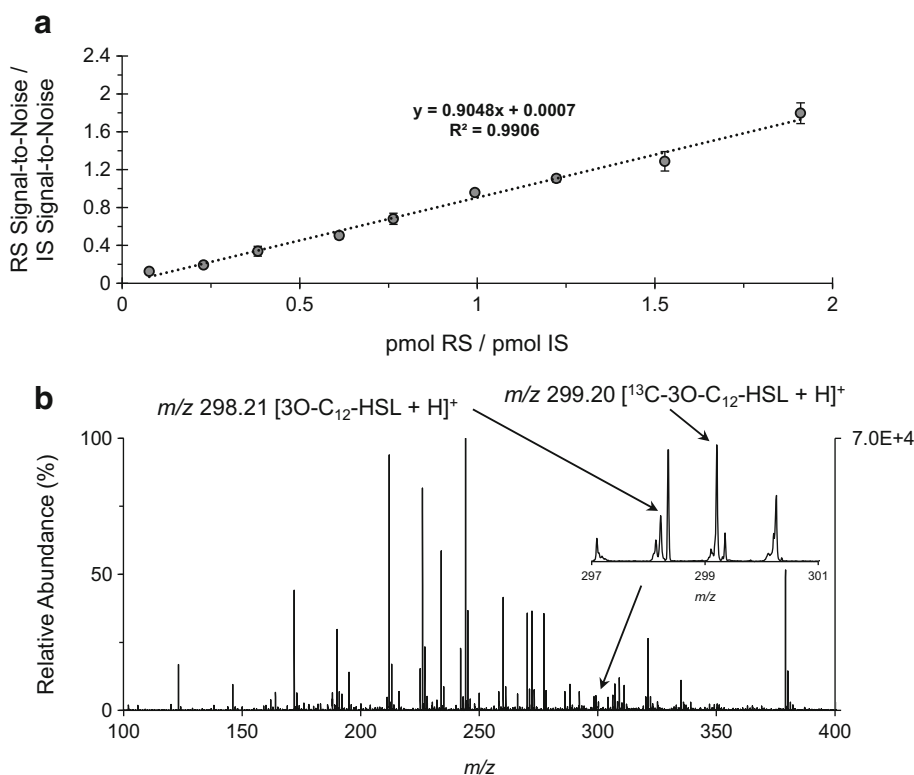 a
RS Signal-to-Noise /
IS Signal-to-Noise
2.4
2
1.6
1.2
0.8
0.4
0
y = 0.9048x + 0.0007
R² = 0.9906
0 0.5 1 1.5 2
pmol RS / pmol IS
b
m/z 298.21 [3O-C₁₂-HSL + H]⁺
m/z 299.20 [¹³C-3O-C₁₂-HSL + H]⁺
Relative Abundance (%)
100
50
0
7.0E+4
297 299 301
m/z
100 150 200 250 300 350 400
m/z